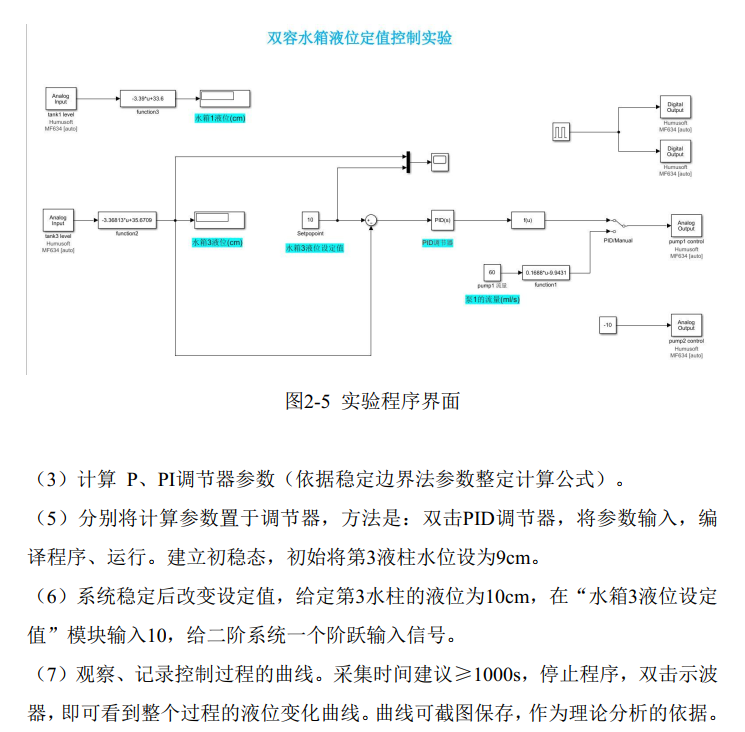 双容水箱液位定值控制实验
Analog
Input
tank1 level
Humusoft
MF634 [auto]
-3.39*u+33.6
function3
水箱1液位(cm)
Digital
Output
Humusoft
MF634 [auto]
Digital
Output
Humusoft
MF634 [auto]
Analog
Input
tank3 level
Humusoft
MF634 [auto]
-3.36813*u+35.6709
function2
水箱3液位(cm)
10
Setpopoint
水箱3液位设定值
PID(s)
PID调节器
f(u)
PID/Manual
Analog
Output
pump1 control
Humusoft
MF634 [auto]
60
pump1 流量
泵1的流量(ml/s)
0.1688*u-9.9431
function1
-10
Analog
Output
pump2 control
Humusoft
MF634 [auto]
图2-5 实验程序界面
（3）计算 P、PI调节器参数（依据稳定边界法参数整定计算公式）。
（5）分别将计算参数置于调节器，方法是：双击PID调节器，将参数输入，编
译程序、运行。建立初稳态，初始将第3液柱水位设为9cm。
（6）系统稳定后改变设定值，给定第3水柱的液位为10cm，在“水箱3液位设定
值”模块输入10，给二阶系统一个阶跃输入信号。
（7）观察、记录控制过程的曲线。采集时间建议≥1000s，停止程序，双击示波
器，即可看到整个过程的液位变化曲线。曲线可截图保存，作为理论分析的依据。